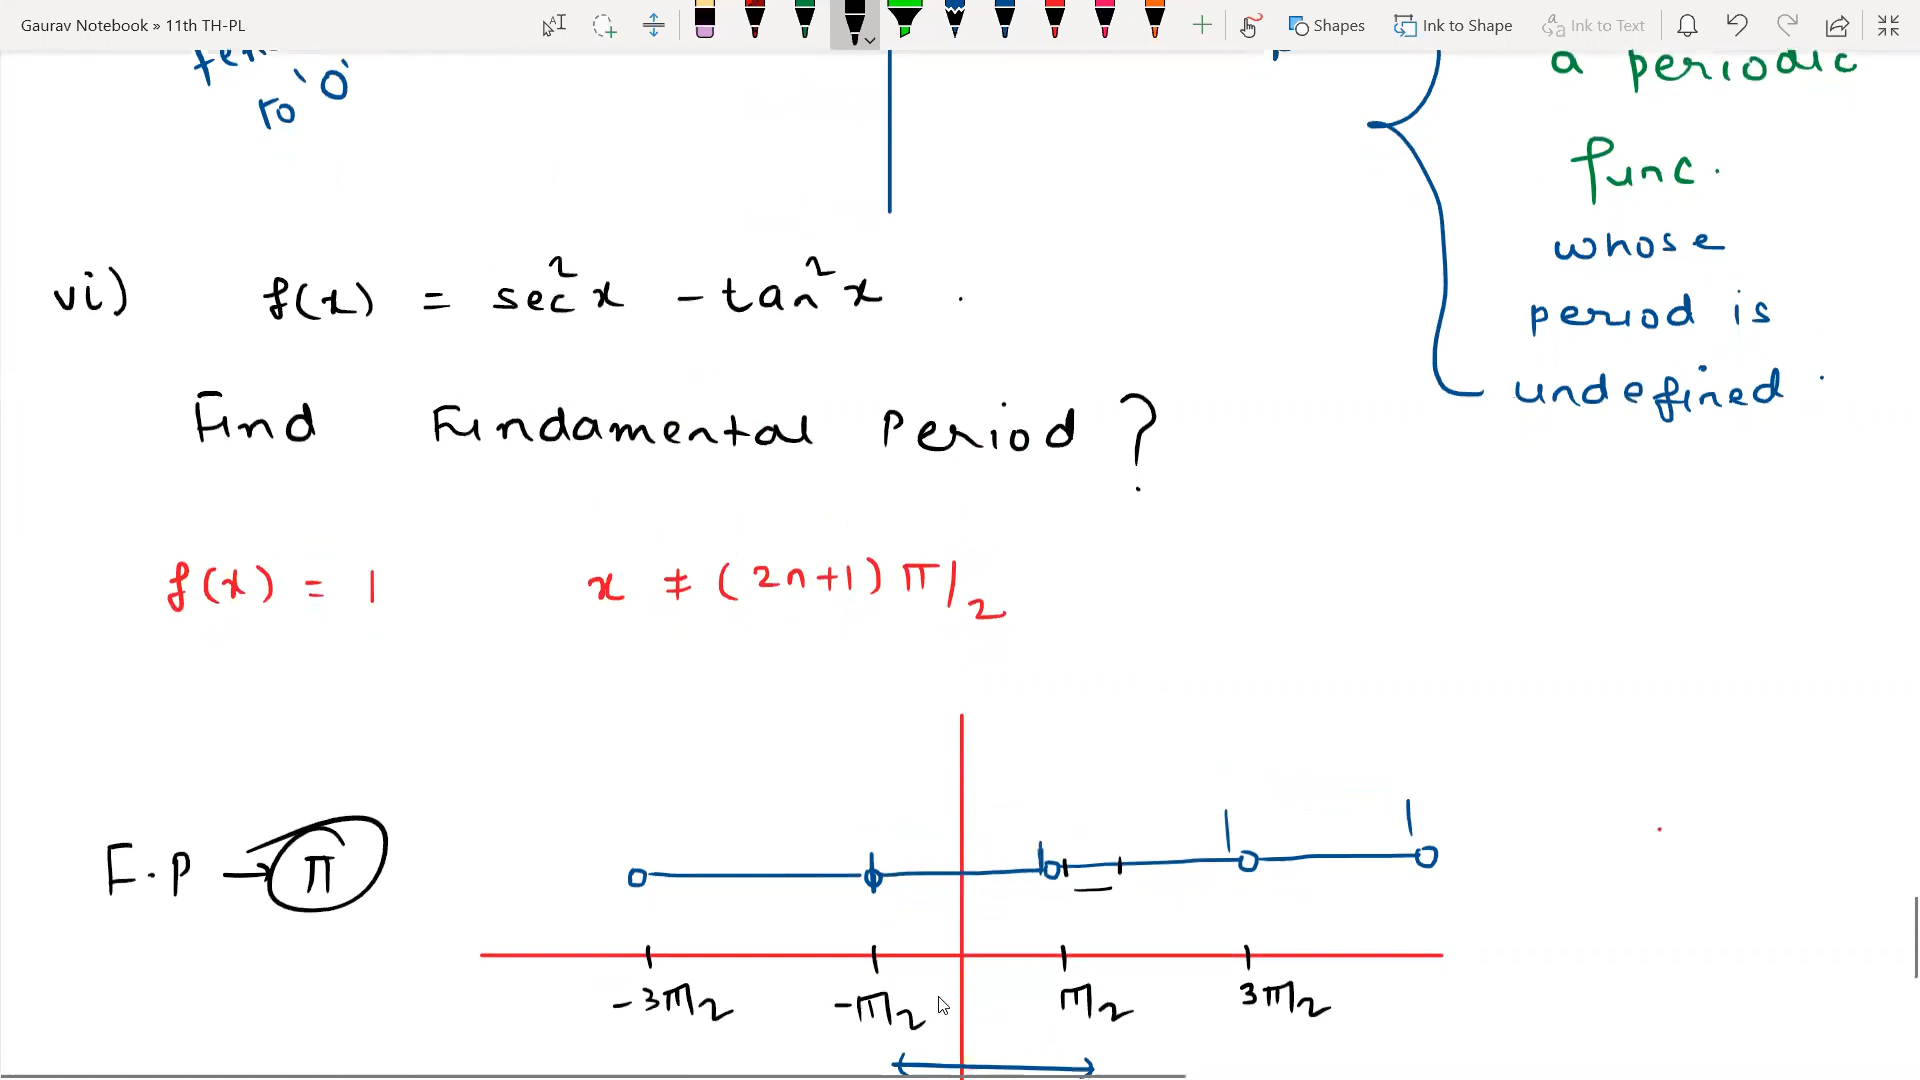 Gaurav Notebook » 11th TH-PL
Shapes
Ink to Shape
Ink to Text
to '0'
a periodic
func.
whose
period is
undefined.
vi) f(x) = sec²x - tan²x.
Find Fundamental Period?
f(x) = 1 x ≠ (2n+1) π/2
F.P → π
-3π/2 -π/2 π/2 3π/2